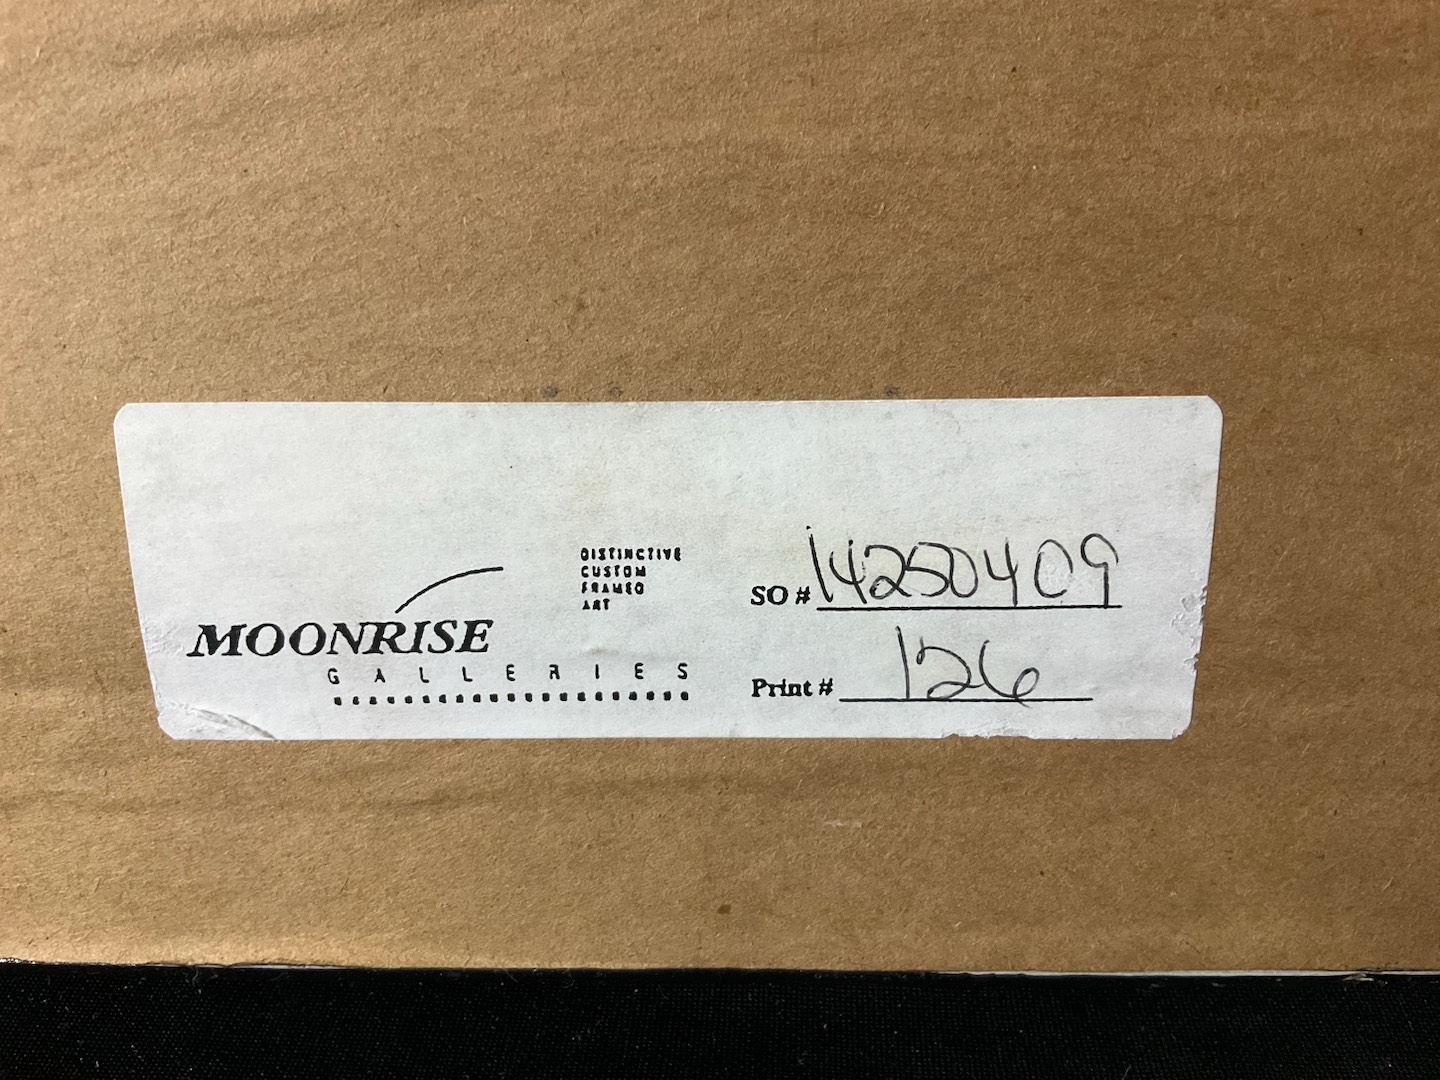 DISTINCTIVE
CUSTOM
FRAMED
ART
MOONRISE
GALLERIES
SO # 14250409
Print # 126